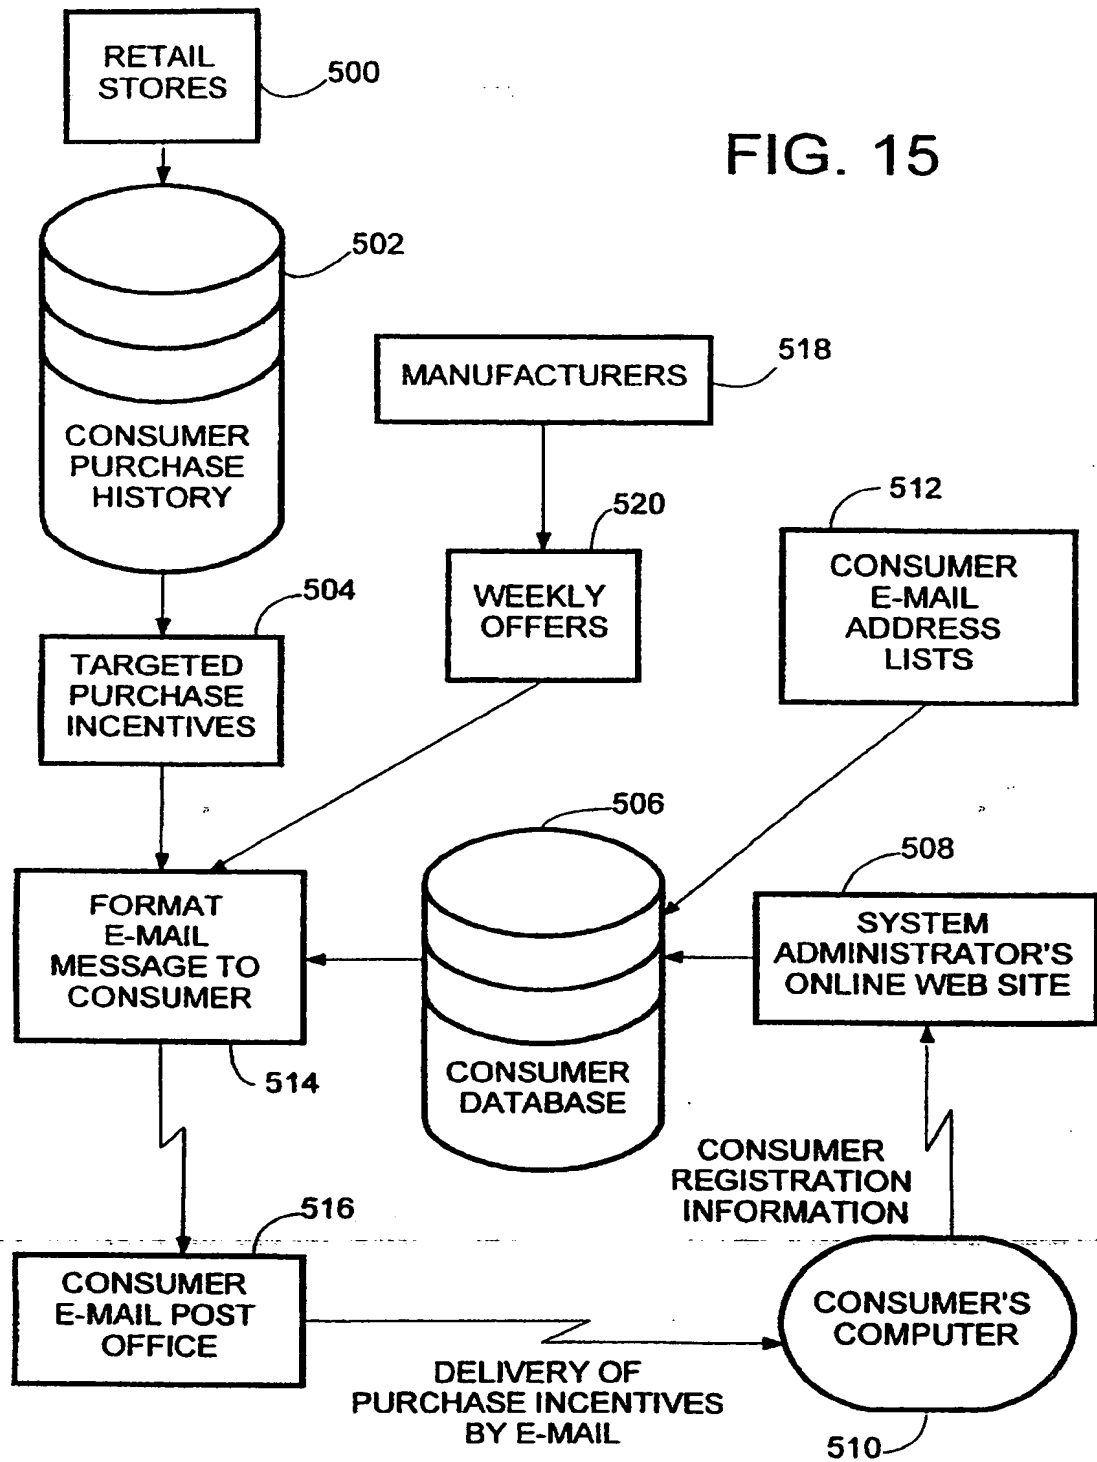 RETAIL
STORES
500
FIG. 15
502
CONSUMER
PURCHASE
HISTORY
MANUFACTURERS
518
504
520
512
WEEKLY
OFFERS
CONSUMER
E-MAIL
ADDRESS
LISTS
TARGETED
PURCHASE
INCENTIVES
506
508
FORMAT
E-MAIL
MESSAGE TO
CONSUMER
514
CONSUMER
DATABASE
SYSTEM
ADMINISTRATOR'S
ONLINE WEB SITE
CONSUMER
REGISTRATION
INFORMATION
516
CONSUMER
E-MAIL POST
OFFICE
DELIVERY OF
PURCHASE INCENTIVES
BY E-MAIL
CONSUMER'S
COMPUTER
510